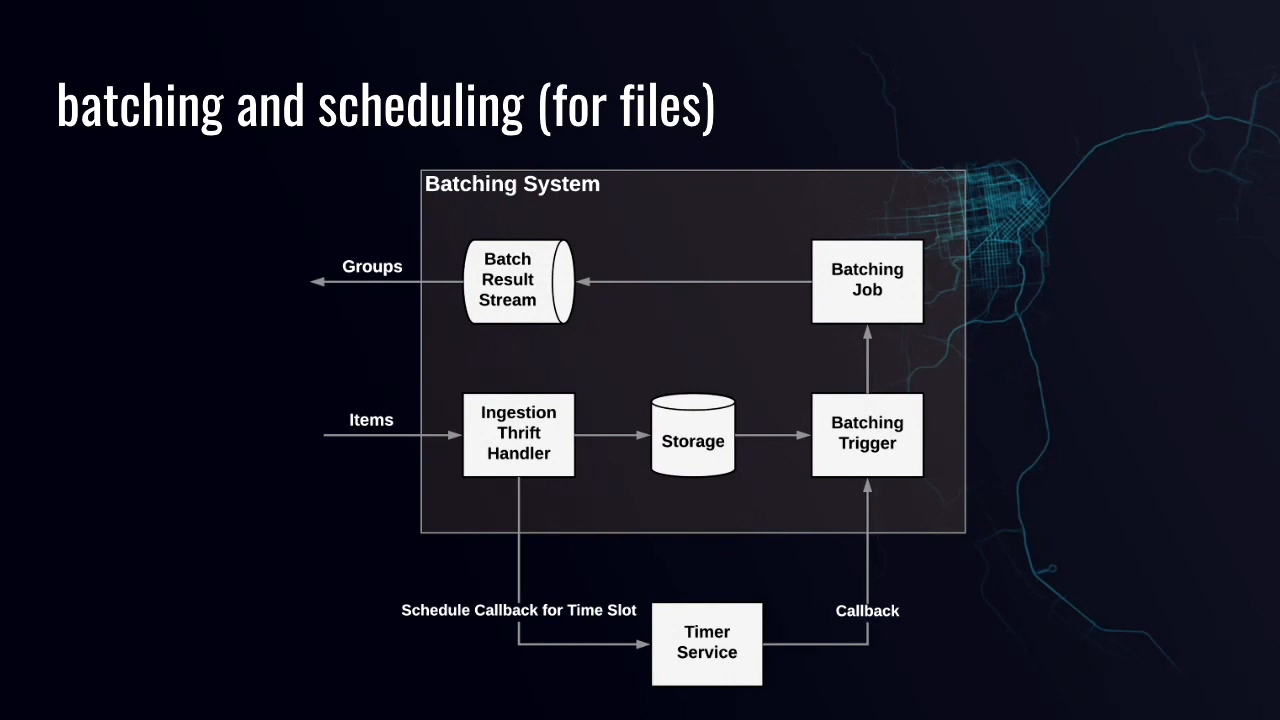 batching and scheduling (for files)
Batching System
Groups
Batch
Result
Stream
Batching
Job
Items
Ingestion
Thrift
Handler
Storage
Batching
Trigger
Schedule Callback for Time Slot
Callback
Timer
Service